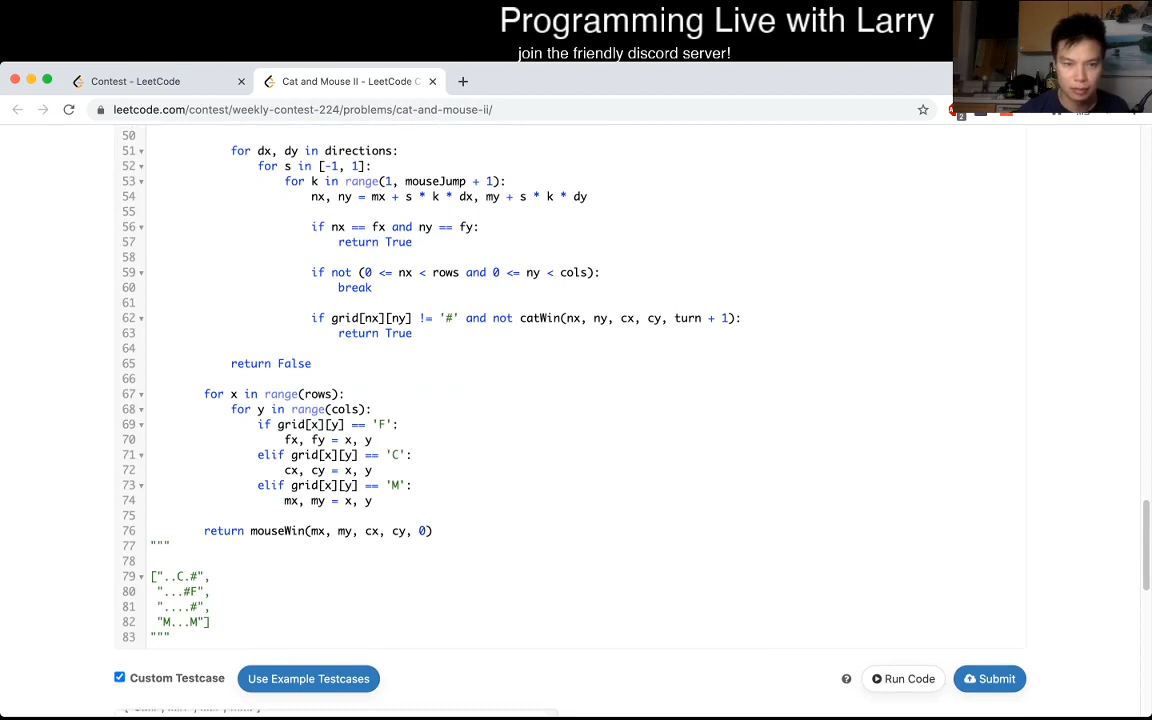 Programming Live with Larry
join the friendly discord server!
Contest - LeetCode
Cat and Mouse II - LeetCode C
leetcode.com/contest/weekly-contest-224/problems/cat-and-mouse-ii/
2
50
51 for dx, dy in directions:
52 for s in [-1, 1]:
53 for k in range(1, mouseJump + 1):
54 nx, ny = mx + s * k * dx, my + s * k * dy
55
56 if nx == fx and ny == fy:
57 return True
58
59 if not (0 <= nx < rows and 0 <= ny < cols):
60 break
61
62 if grid[nx][ny] != '#' and not catWin(nx, ny, cx, cy, turn + 1):
63 return True
64
65 return False
66
67 for x in range(rows):
68 for y in range(cols):
69 if grid[x][y] == 'F':
70 fx, fy = x, y
71 elif grid[x][y] == 'C':
72 cx, cy = x, y
73 elif grid[x][y] == 'M':
74 mx, my = x, y
75
76 return mouseWin(mx, my, cx, cy, 0)
77 """
78
79 ["..C.#",
80 "...#F",
81 "....#",
82 "M...M"]
83 """
Custom Testcase
Use Example Testcases
Run Code
Submit